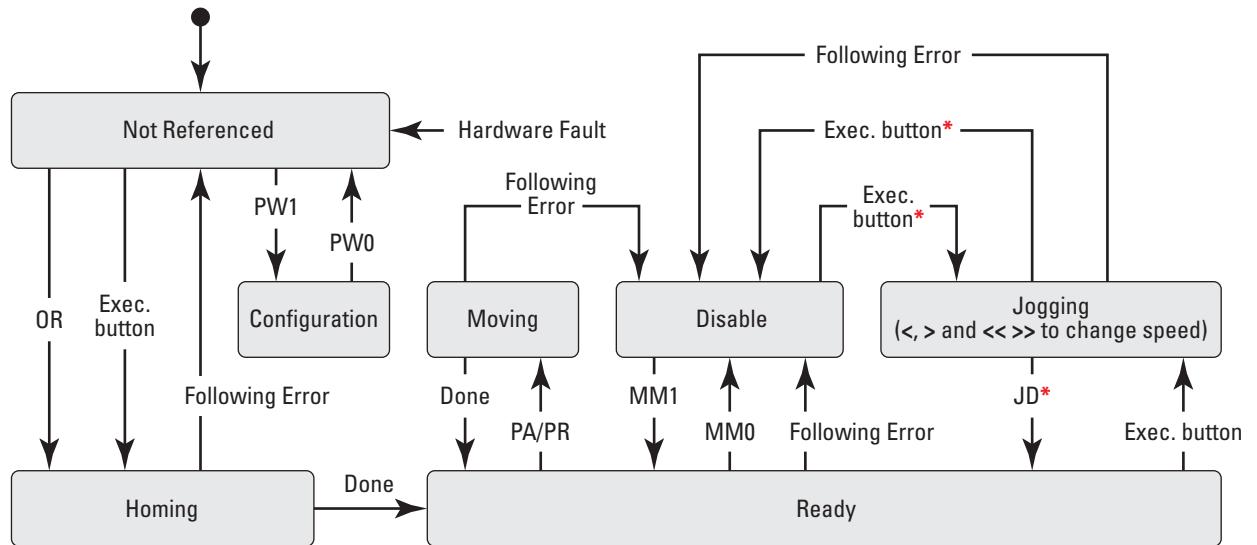 Following Error
Not Referenced
Hardware Fault
Exec. button*
Following
Error
Exec.
button*
PW1
PW0
OR
Exec.
button
Configuration
Moving
Disable
Jogging
(<, > and << >> to change speed)
Following Error
Done
PA/PR
MM1
MM0
Following Error
JD*
Exec. button
Homing
Done
Ready